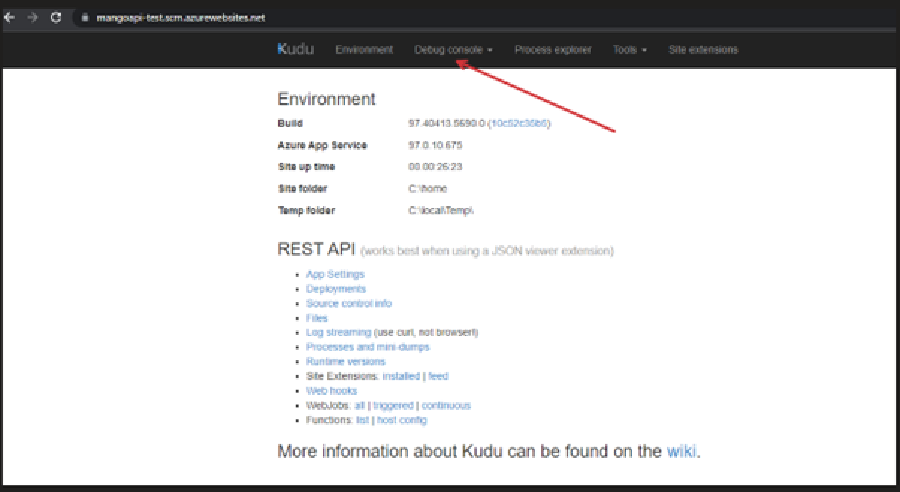 mangoapi-test.scm.azurewebsites.net
Kudu Environment Debug console Process explorer Tools Site extensions
Environment
Build 97.40413.5690.0 (10c52c35b5)
Azure App Service 97.0.10.675
Site up time 00.00:25:23
Site folder C:\home
Temp folder C:\local\Temp\
REST API (works best when using a JSON viewer extension)
• App Settings
• Deployments
• Source control info
• Files
• Log streaming (use curl, not browser!)
• Processes and mini-dumps
• Runtime versions
• Site Extensions: installed | feed
• Web hooks
• WebJobs: all | triggered | continuous
• Functions: list | host config
More information about Kudu can be found on the wiki.